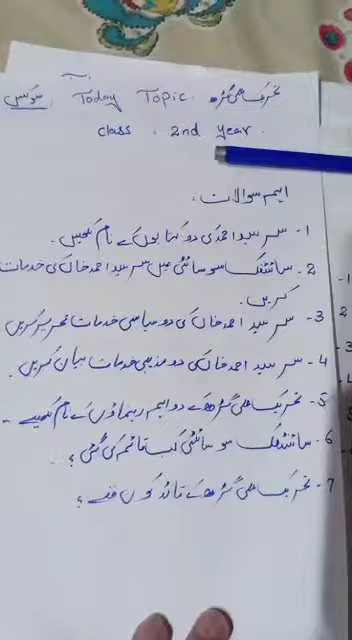 سوکس Today Topic تحریک علی گڑھ
class . 2nd year.
اہم سوالات:
1- سر سید احمد کی دو کتابوں کے نام لکھیں۔
2. سائنٹفک سوسائٹی میں سر سید احمد خان کی خدمات
کریں۔
3- سر سید احمد خان کی دو سیاسی خدمات تحریر کریں
4- سر سید احمد خان کی دو مذہبی خدمات بیان کریں۔
5- تحریک علی گڑھ کے دو اہم رہنماؤں کے نام لکھیے۔
6- سائنٹفک سوسائٹی کب قائم کی گئی؟
7- تحریک علی گڑھ کے قائد کون تھے؟
1
2
3